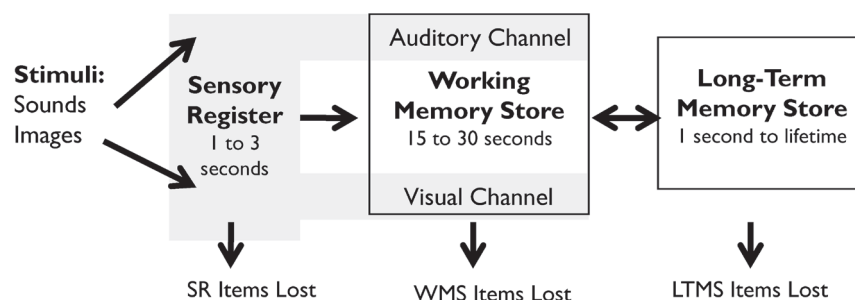 Stimuli:
Sounds
Images
Sensory
Register
1 to 3
seconds
Auditory Channel
Working
Memory Store
15 to 30 seconds
Visual Channel
Long-Term
Memory Store
1 second to lifetime
SR Items Lost
WMS Items Lost
LTMS Items Lost